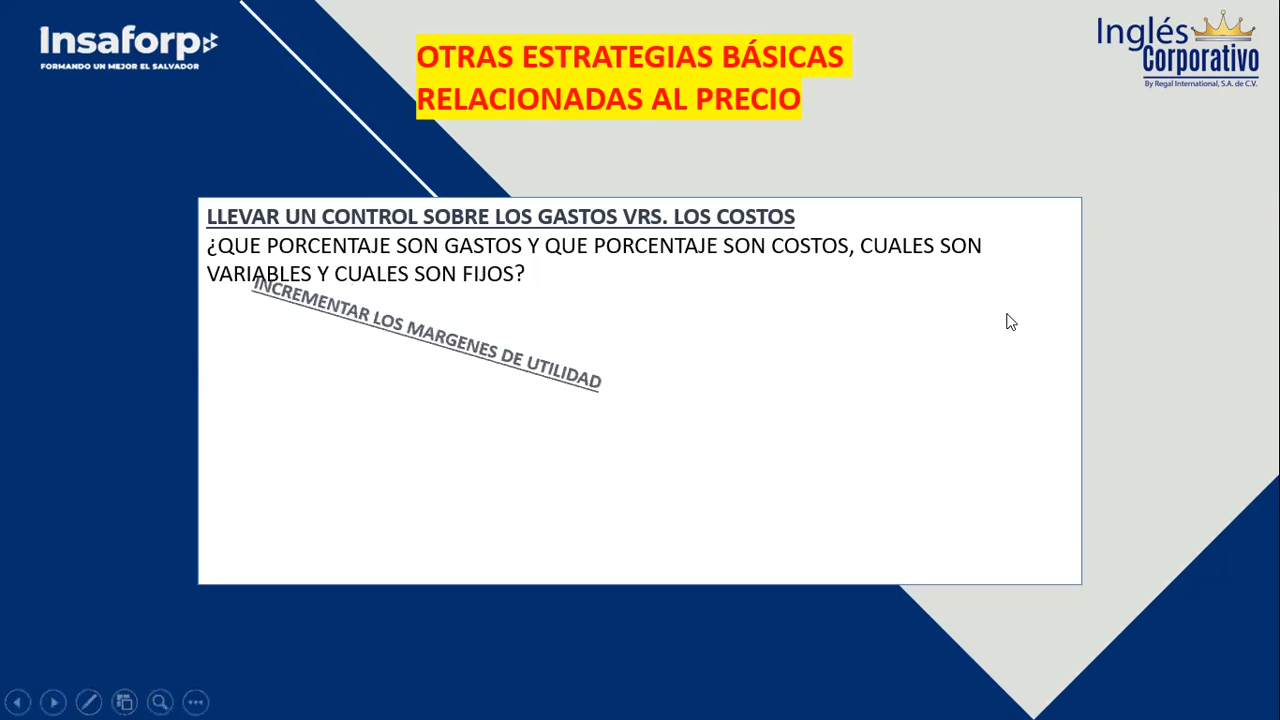 Insaforp
FORMANDO UN MEJOR EL SALVADOR
OTRAS ESTRATEGIAS BÁSICAS
RELACIONADAS AL PRECIO
Inglés
Corporativo
By Regal International, S.A. de C.V.
LLEVAR UN CONTROL SOBRE LOS GASTOS VRS. LOS COSTOS
¿QUE PORCENTAJE SON GASTOS Y QUE PORCENTAJE SON COSTOS, CUALES SON
VARIABLES Y CUALES SON FIJOS?
INCREMENTAR LOS MARGENES DE UTILIDAD